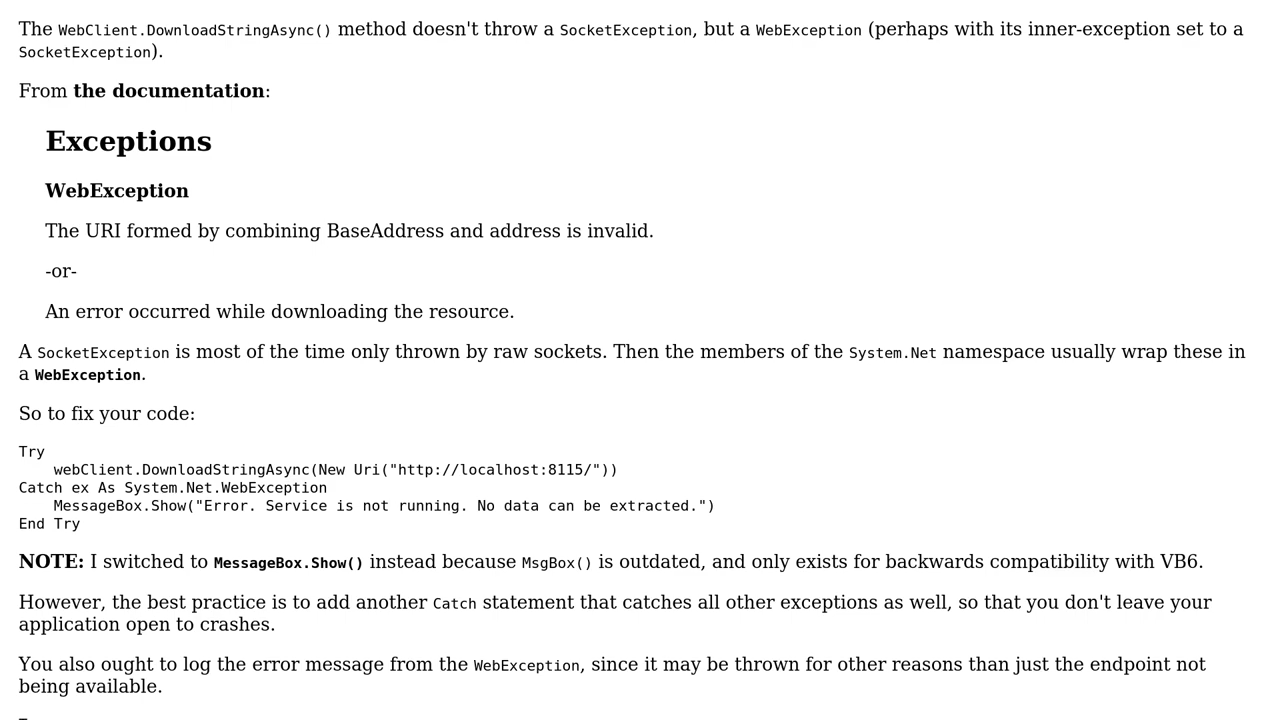 The WebClient.DownloadStringAsync() method doesn't throw a SocketException, but a WebException (perhaps with its inner-exception set to a
SocketException).
From the documentation:
Exceptions
WebException
The URI formed by combining BaseAddress and address is invalid.
-or-
An error occurred while downloading the resource.
A SocketException is most of the time only thrown by raw sockets. Then the members of the System.Net namespace usually wrap these in
a WebException.
So to fix your code:
Try
    webClient.DownloadStringAsync(New Uri("http://localhost:8115/"))
Catch ex As System.Net.WebException
    MessageBox.Show("Error. Service is not running. No data can be extracted.")
End Try
NOTE: I switched to MessageBox.Show() instead because MsgBox() is outdated, and only exists for backwards compatibility with VB6.
However, the best practice is to add another Catch statement that catches all other exceptions as well, so that you don't leave your
application open to crashes.
You also ought to log the error message from the WebException, since it may be thrown for other reasons than just the endpoint not
being available.